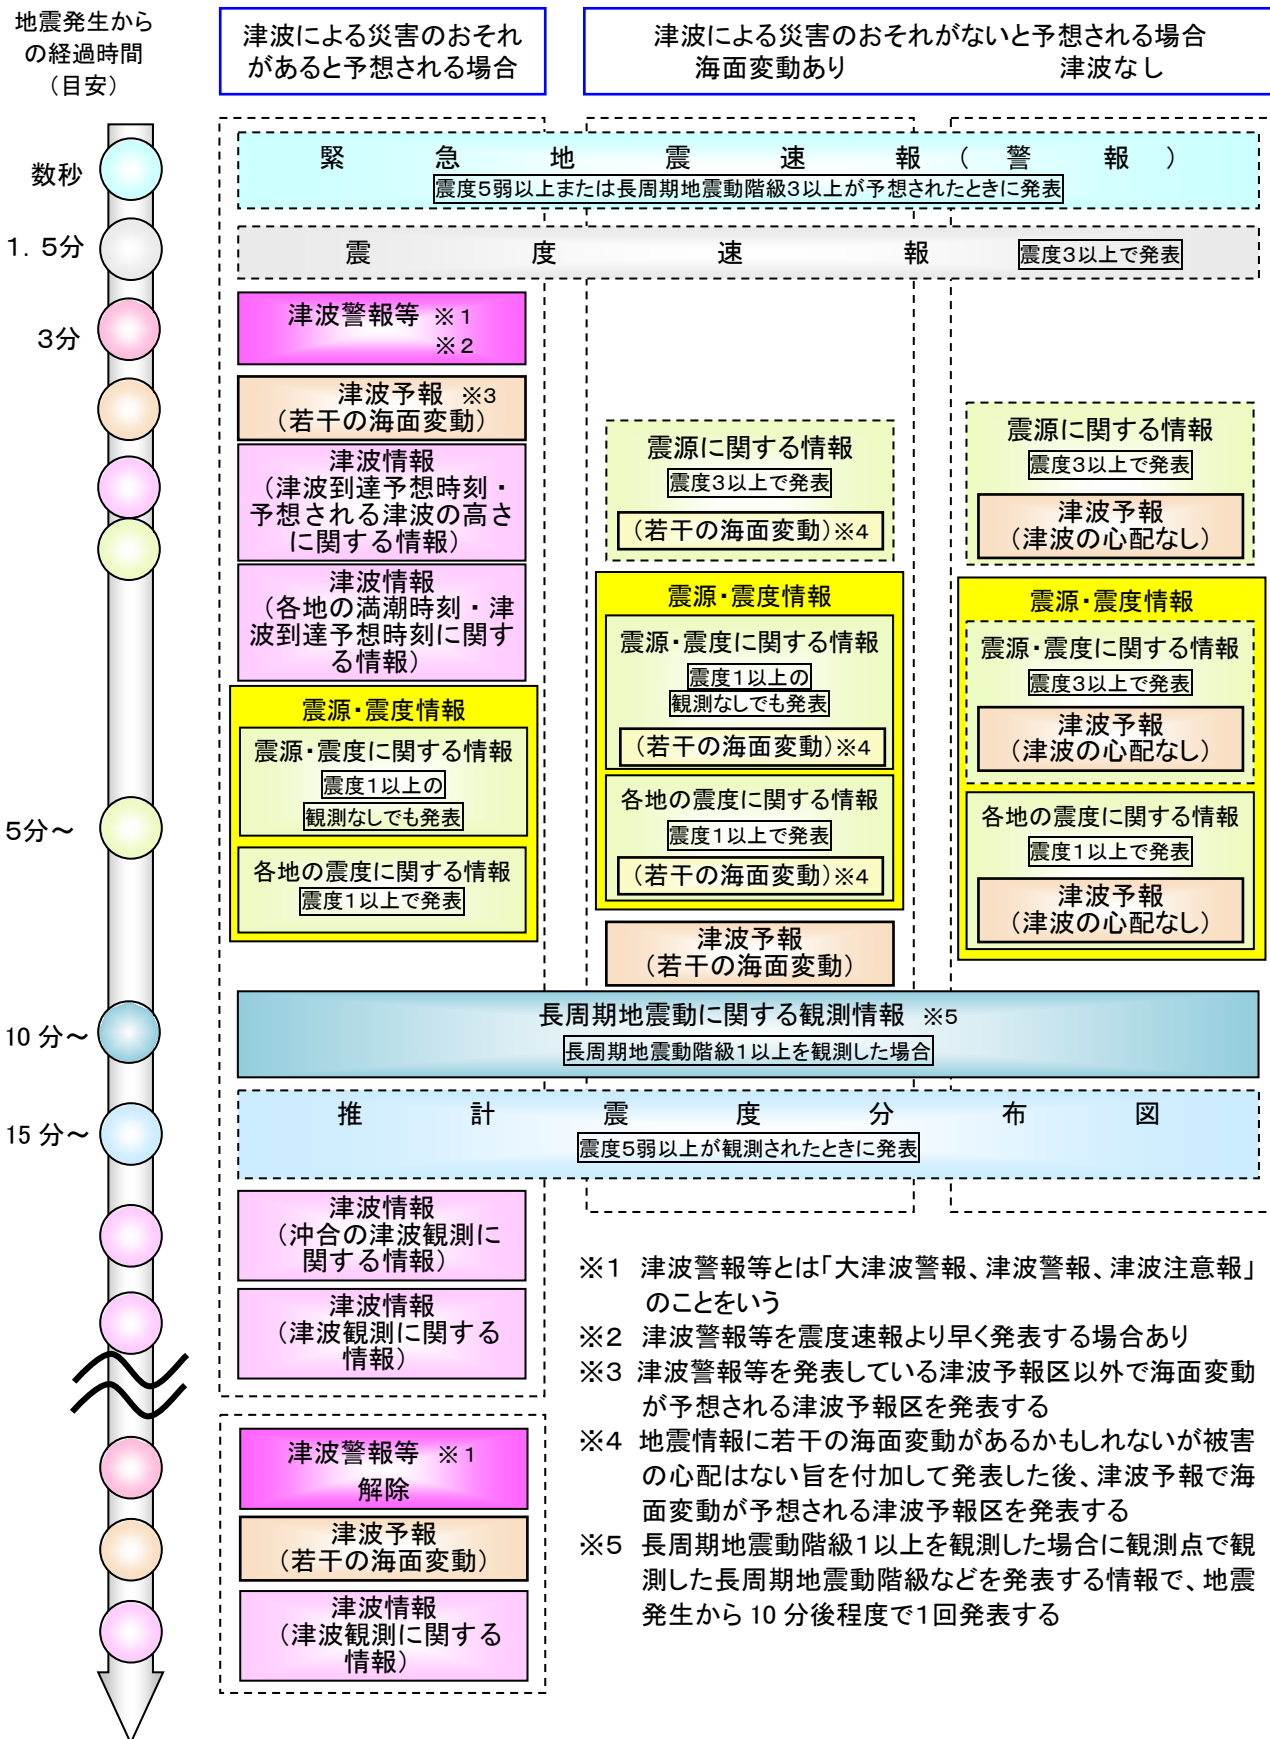 地震発生から
の経過時間
（目安）
津波による災害のおそれ
があると予想される場合
津波による災害のおそれがないと予想される場合
海面変動あり　津波なし
数秒
緊急地震速報（警報）
震度５弱以上または長周期地震動階級３以上が予想されたときに発表
１．５分
震度速報　震度３以上で発表
３分
津波警報等 ※１
※２
津波予報 ※３
（若干の海面変動）
津波情報
（津波到達予想時刻・
予想される津波の高さ
に関する情報）
津波情報
（各地の満潮時刻・津
波到達予想時刻に関す
る情報）
震源・震度情報
震源・震度に関する情報
震度１以上の
観測なしでも発表
各地の震度に関する情報
震度１以上で発表
震源に関する情報
震度３以上で発表
（若干の海面変動）※４
震源・震度情報
震源・震度に関する情報
震度１以上の
観測なしでも発表
（若干の海面変動）※４
各地の震度に関する情報
震度１以上で発表
（若干の海面変動）※４
津波予報
（若干の海面変動）
震源に関する情報
震度３以上で発表
津波予報
（津波の心配なし）
震源・震度情報
震源・震度に関する情報
震度３以上で発表
津波予報
（津波の心配なし）
各地の震度に関する情報
震度１以上で発表
津波予報
（津波の心配なし）
５分～
10 分～
長周期地震動に関する観測情報 ※５
長周期地震動階級１以上を観測した場合
15 分～
推計震度分布図
震度５弱以上が観測されたときに発表
津波情報
（沖合の津波観測に
関する情報）
津波情報
（津波観測に関する
情報）
津波警報等 ※１
解除
津波予報
（若干の海面変動）
津波情報
（津波観測に関する
情報）
※１ 津波警報等とは「大津波警報、津波警報、津波注意報」
のことをいう
※２ 津波警報等を震度速報より早く発表する場合あり
※３ 津波警報等を発表している津波予報区以外で海面変動
が予想される津波予報区を発表する
※４ 地震情報に若干の海面変動があるかもしれないが被害
の心配はない旨を付加して発表した後、津波予報で海
面変動が予想される津波予報区を発表する
※５ 長周期地震動階級１以上を観測した場合に観測点で観
測した長周期地震動階級などを発表する情報で、地震
発生から 10 分後程度で１回発表する